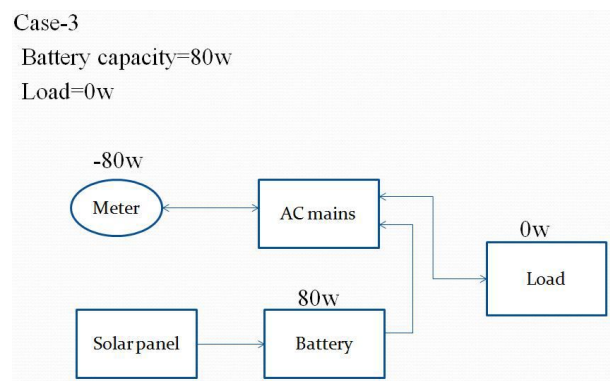 Case-3
Battery capacity=80w
Load=0w
-80w
Meter
AC mains
0w
Load
80w
Solar panel
Battery